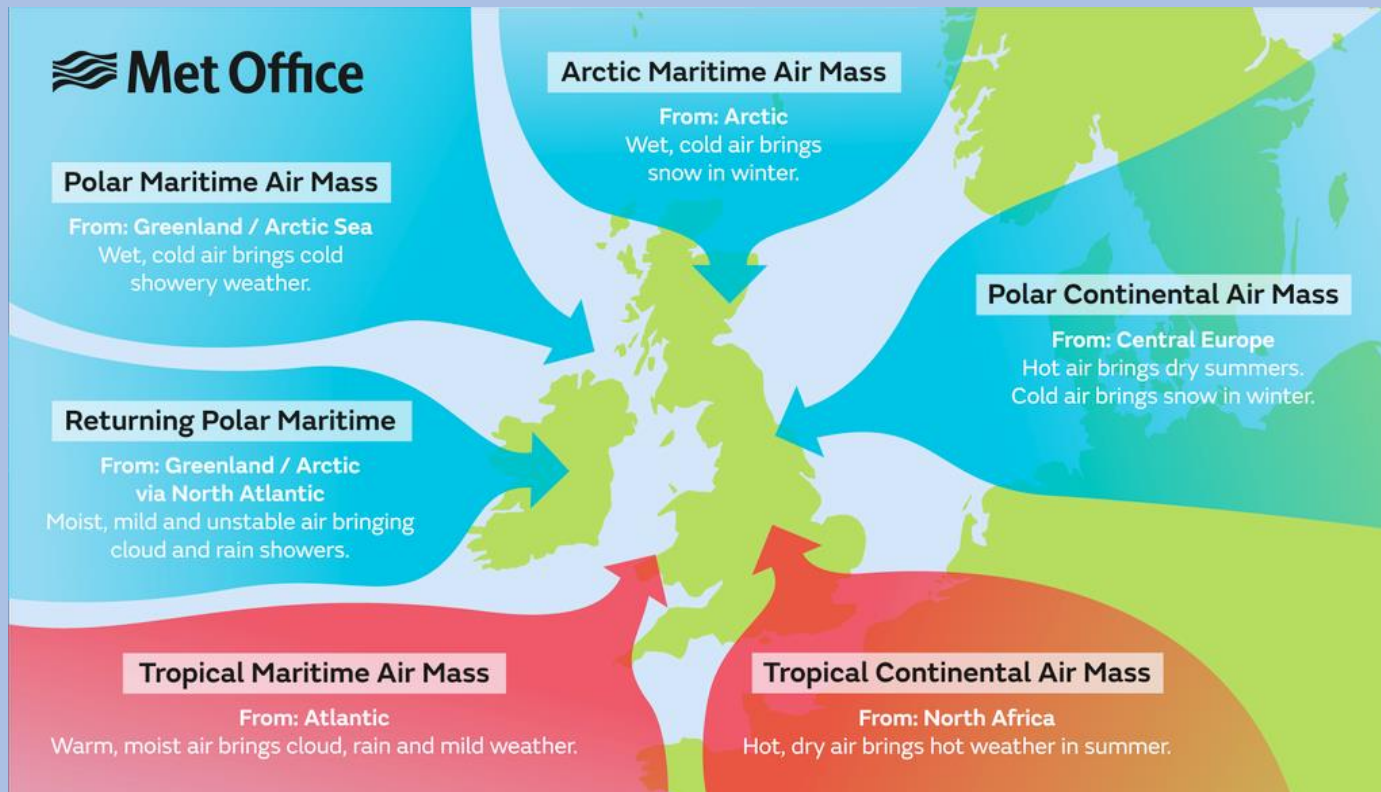 Met Office
Arctic Maritime Air Mass
From: Arctic
Wet, cold air brings
snow in winter.
Polar Maritime Air Mass
From: Greenland / Arctic Sea
Wet, cold air brings cold
showery weather.
Polar Continental Air Mass
From: Central Europe
Hot air brings dry summers.
Cold air brings snow in winter.
Returning Polar Maritime
From: Greenland / Arctic
via North Atlantic
Moist, mild and unstable air bringing
cloud and rain showers.
Tropical Maritime Air Mass
From: Atlantic
Warm, moist air brings cloud, rain and mild weather.
Tropical Continental Air Mass
From: North Africa
Hot, dry air brings hot weather in summer.